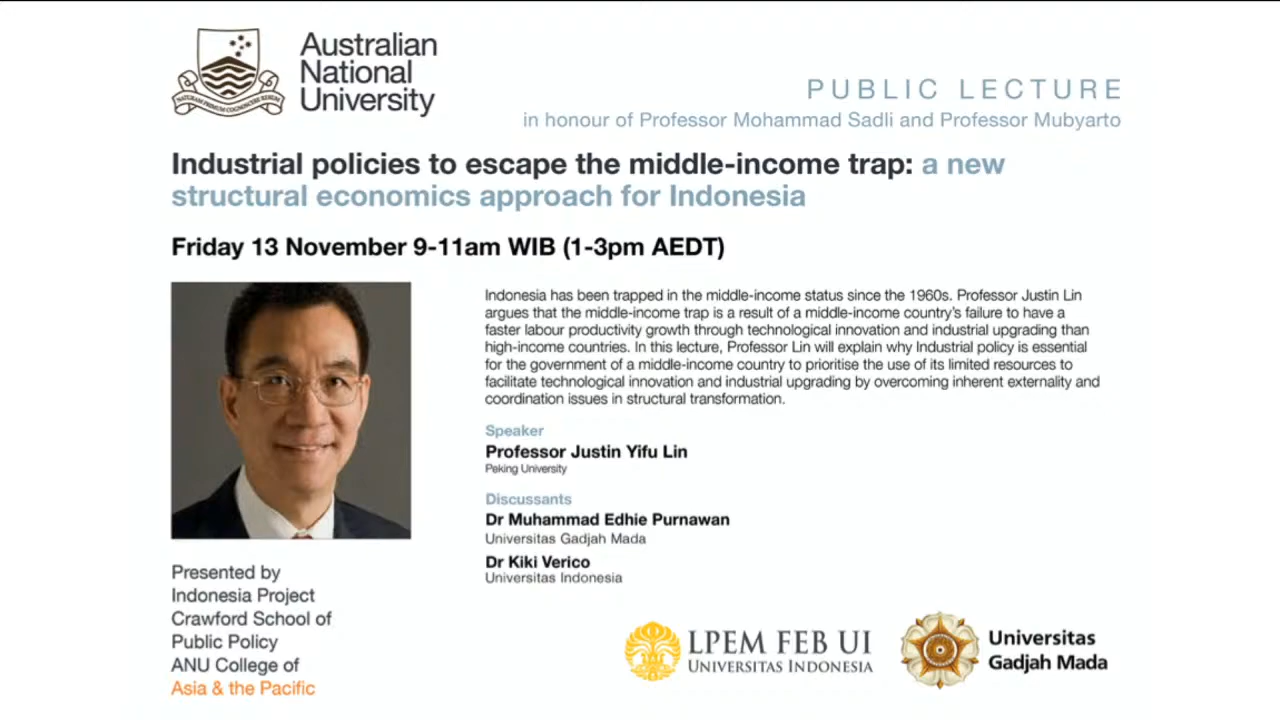 Australian
National
University
NATURAM PRIMUM COGNOSCERE RERUM
PUBLIC LECTURE
in honour of Professor Mohammad Sadli and Professor Mubyarto
Industrial policies to escape the middle-income trap: a new
structural economics approach for Indonesia
Friday 13 November 9-11am WIB (1-3pm AEDT)
Indonesia has been trapped in the middle-income status since the 1960s. Professor Justin Lin
argues that the middle-income trap is a result of a middle-income country's failure to have a
faster labour productivity growth through technological innovation and industrial upgrading than
high-income countries. In this lecture, Professor Lin will explain why Industrial policy is essential
for the government of a middle-income country to prioritise the use of its limited resources to
facilitate technological innovation and industrial upgrading by overcoming inherent externality and
coordination issues in structural transformation.
Speaker
Professor Justin Yifu Lin
Peking University
Discussants
Dr Muhammad Edhie Purnawan
Universitas Gadjah Mada
Dr Kiki Verico
Universitas Indonesia
Presented by
Indonesia Project
Crawford School of
Public Policy
ANU College of
Asia & the Pacific
LPEM FEB UI
UNIVERSITAS INDONESIA
Universitas
Gadjah Mada